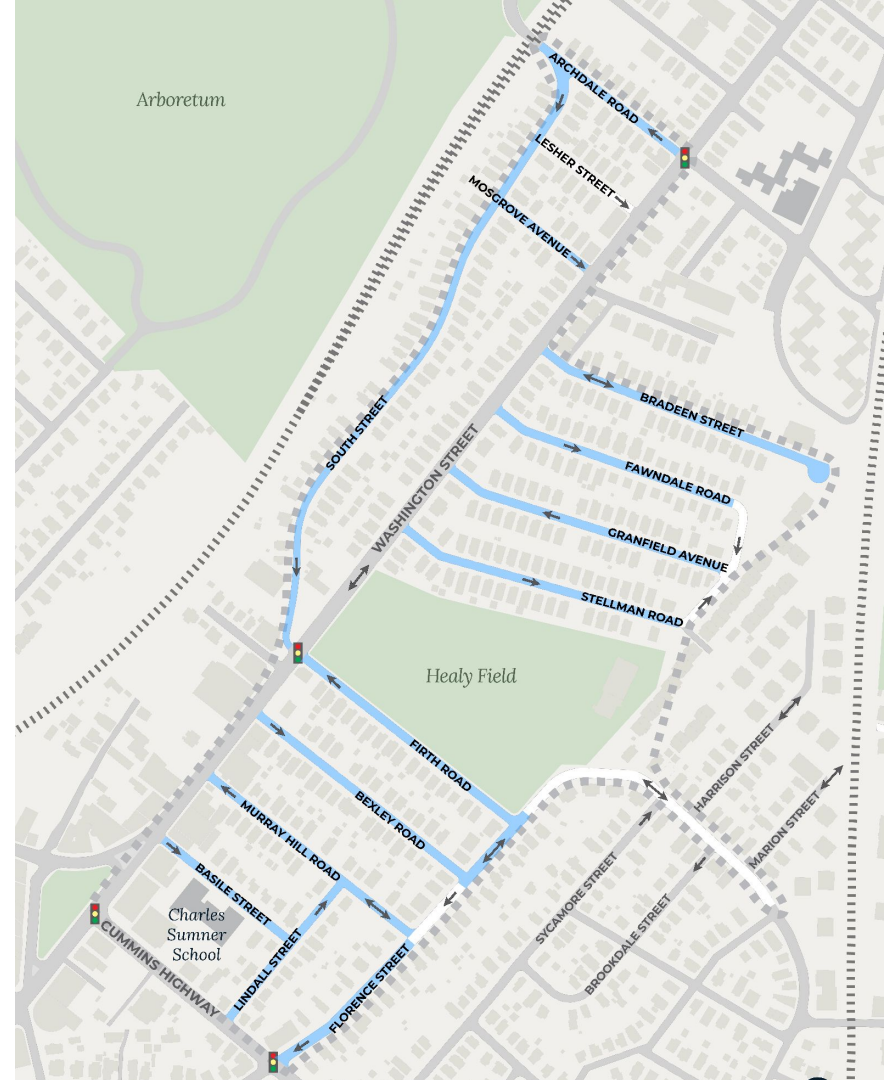 ARCHDALE ROAD
Arboretum
LESHER STREET
MOSGROVE AVENUE
BRADEEN STREET
SOUTH STREET
WASHINGTON STREET
FAWNDALE ROAD
GRANFIELD AVENUE
STELLMAN ROAD
Healy Field
FIRTH ROAD
HARRISON STREET
BEXLEY ROAD
MURRAY HILL ROAD
MARION STREET
BASILE STREET
SYCAMORE STREET
Charles
Sumner
School
BROOKDALE STREET
CUMMINS HIGHWAY
LINDALL STREET
FLORENCE STREET